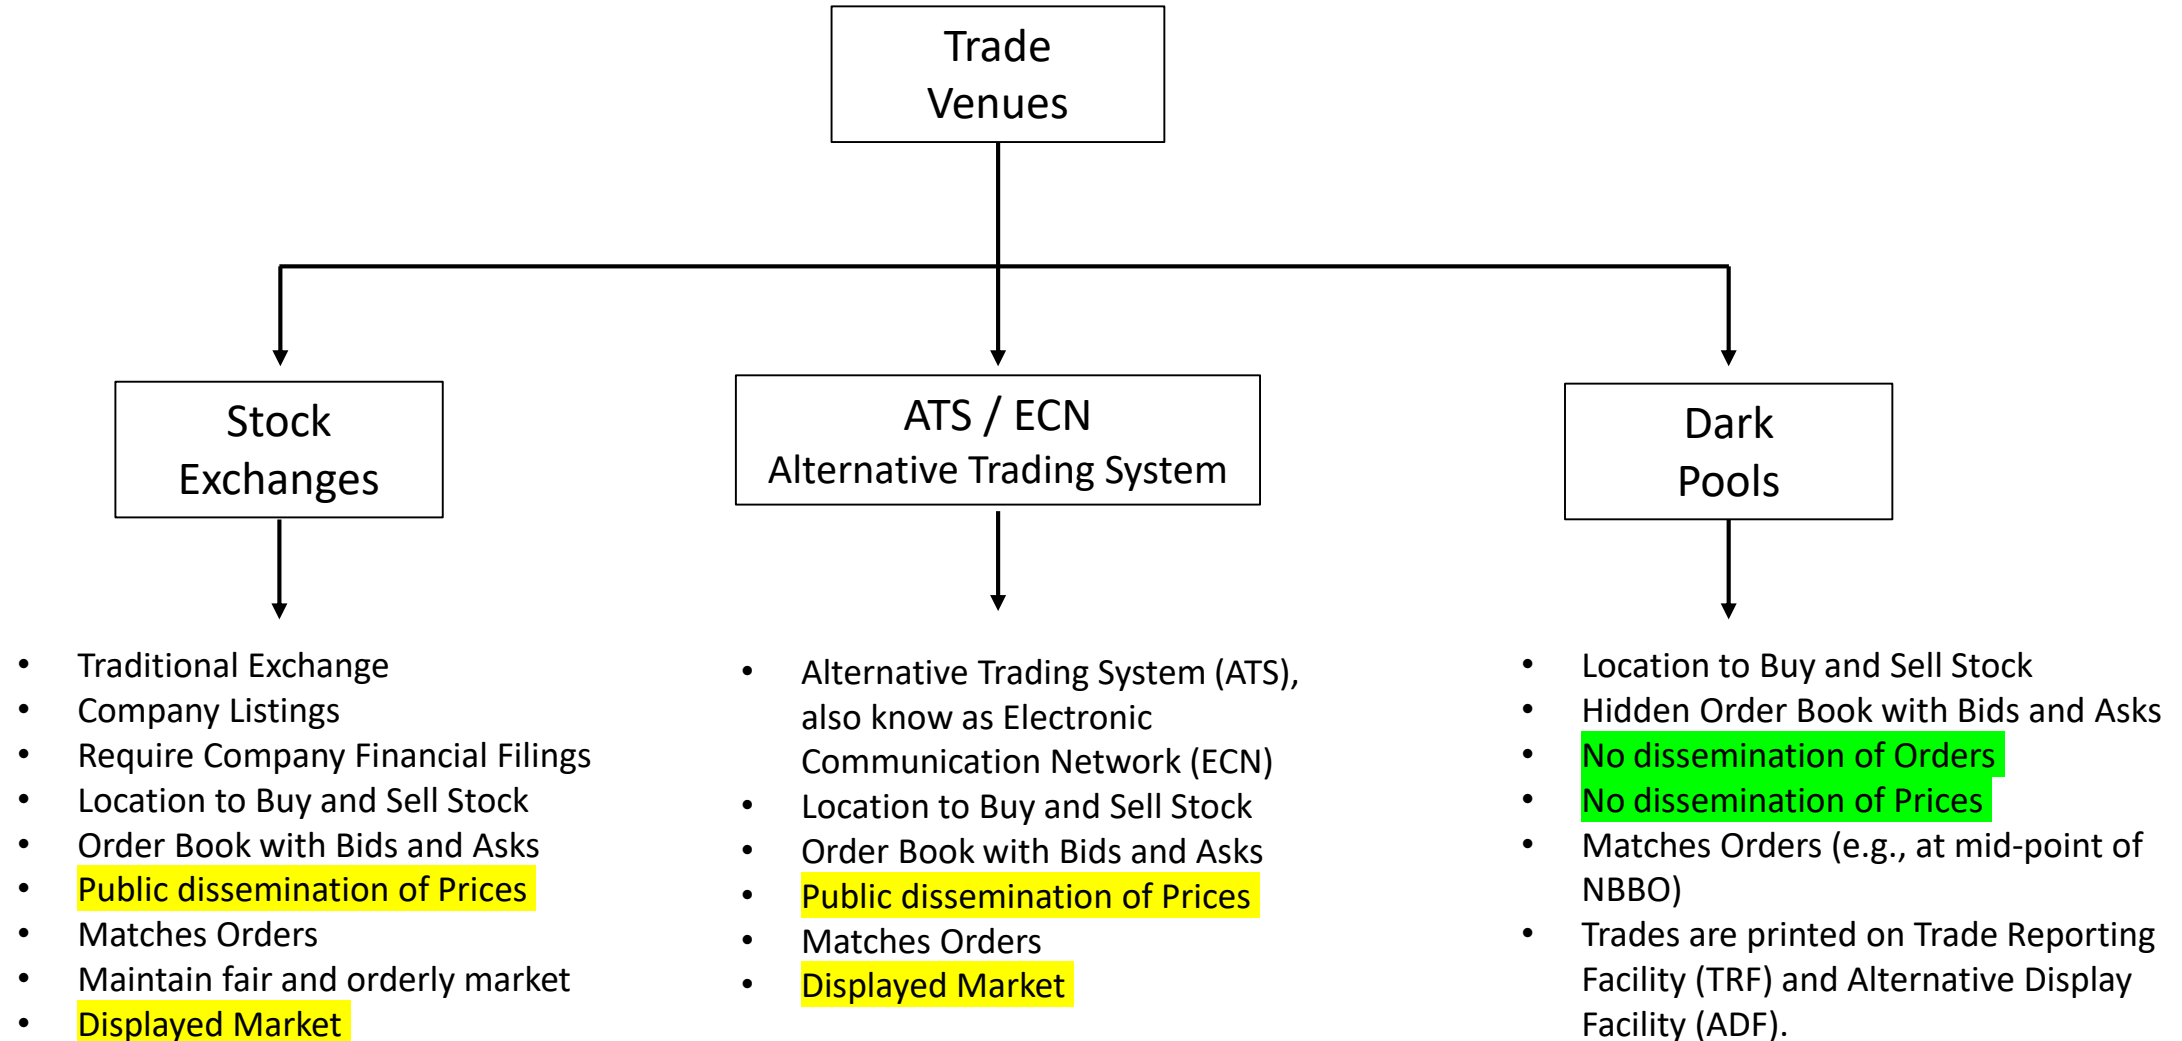 Trade
Venues
Stock
Exchanges
ATS / ECN
Alternative Trading System
Dark
Pools
• Traditional Exchange
• Company Listings
• Require Company Financial Filings
• Location to Buy and Sell Stock
• Order Book with Bids and Asks
• Public dissemination of Prices
• Matches Orders
• Maintain fair and orderly market
• Displayed Market
• Alternative Trading System (ATS),
also know as Electronic
Communication Network (ECN)
• Location to Buy and Sell Stock
• Order Book with Bids and Asks
• Public dissemination of Prices
• Matches Orders
• Displayed Market
• Location to Buy and Sell Stock
• Hidden Order Book with Bids and Asks
• No dissemination of Orders
• No dissemination of Prices
• Matches Orders (e.g., at mid-point of
NBBO)
• Trades are printed on Trade Reporting
Facility (TRF) and Alternative Display
Facility (ADF).